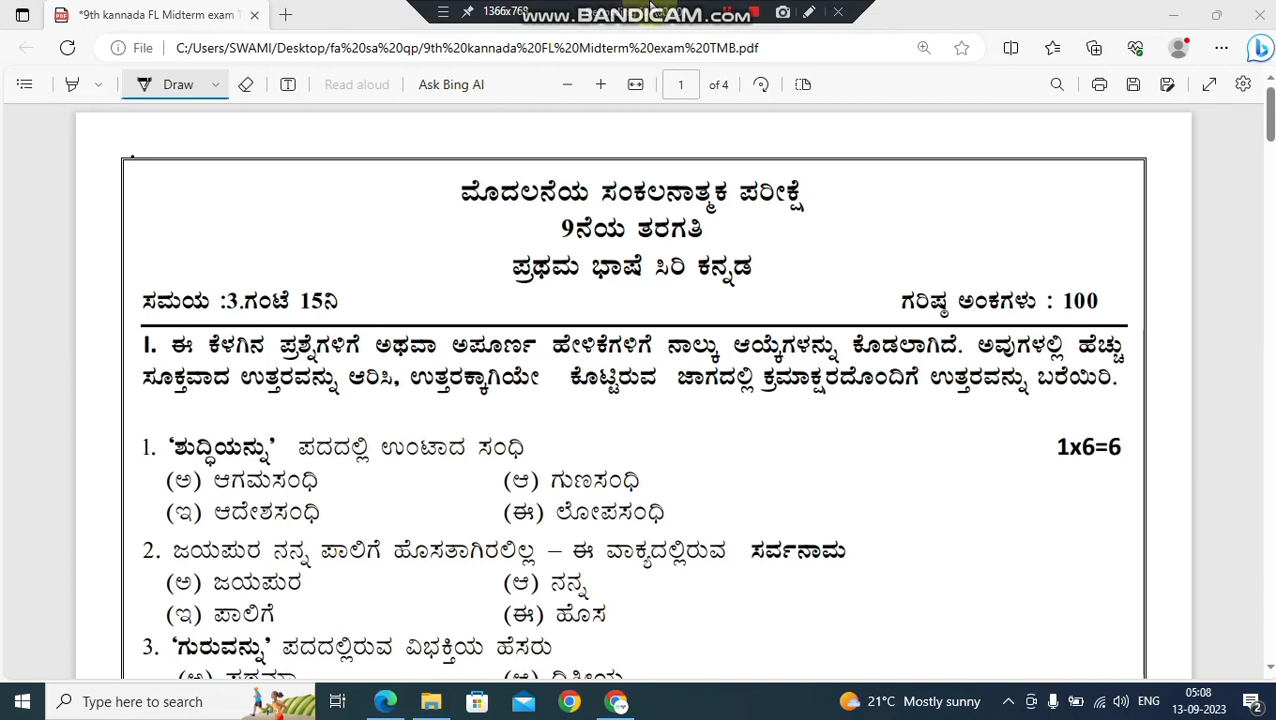 *9th kannada FL Midterm exam T
1366x768
www.BANDICAM.com
File C:/Users/SWAMI/Desktop/fa%20sa%20qp/9th%20kannada%20FL%20Midterm%20exam%20TMB.pdf
Draw Read aloud Ask Bing AI 1 of 4
ಮೊದಲನೆಯ ಸಂಕಲನಾತ್ಮಕ ಪರೀಕ್ಷೆ
9ನೆಯ ತರಗತಿ
ಪ್ರಥಮ ಭಾಷೆ ಸಿರಿ ಕನ್ನಡ
ಸಮಯ :3.ಗಂಟೆ 15ನಿ ಗರಿಷ್ಠ ಅಂಕಗಳು : 100
I. ಈ ಕೆಳಗಿನ ಪ್ರಶ್ನೆಗಳಿಗೆ ಅಥವಾ ಅಪೂರ್ಣ ಹೇಳಿಕೆಗಳಿಗೆ ನಾಲ್ಕು ಆಯ್ಕೆಗಳನ್ನು ಕೊಡಲಾಗಿದೆ. ಅವುಗಳಲ್ಲಿ ಹೆಚ್ಚು
ಸೂಕ್ತವಾದ ಉತ್ತರವನ್ನು ಆರಿಸಿ, ಉತ್ತರಕ್ಕಾಗಿಯೇ ಕೊಟ್ಟಿರುವ ಜಾಗದಲ್ಲಿ ಕ್ರಮಾಕ್ಷರದೊಂದಿಗೆ ಉತ್ತರವನ್ನು ಬರೆಯಿರಿ.
1. ‘ಶುದ್ಧಿಯನ್ನು’ ಪದದಲ್ಲಿ ಉಂಟಾದ ಸಂಧಿ 1x6=6
(ಅ) ಆಗಮಸಂಧಿ (ಆ) ಗುಣಸಂಧಿ
(ಇ) ಆದೇಶಸಂಧಿ (ಈ) ಲೋಪಸಂಧಿ
2. ಜಯಪುರ ನನ್ನ ಪಾಲಿಗೆ ಹೊಸತಾಗಿರಲಿಲ್ಲ – ಈ ವಾಕ್ಯದಲ್ಲಿರುವ ಸರ್ವನಾಮ
(ಅ) ಜಯಪುರ (ಆ) ನನ್ನ
(ಇ) ಪಾಲಿಗೆ (ಈ) ಹೊಸ
3. ‘ಗುರುವನ್ನು’ ಪದದಲ್ಲಿರುವ ವಿಭಕ್ತಿಯ ಹೆಸರು
(ಅ) ಪ್ರಥಮಾ (ಆ) ದ್ವಿತೀಯ
Type here to search 21°C Mostly sunny ENG 05:08
13-09-2023 2